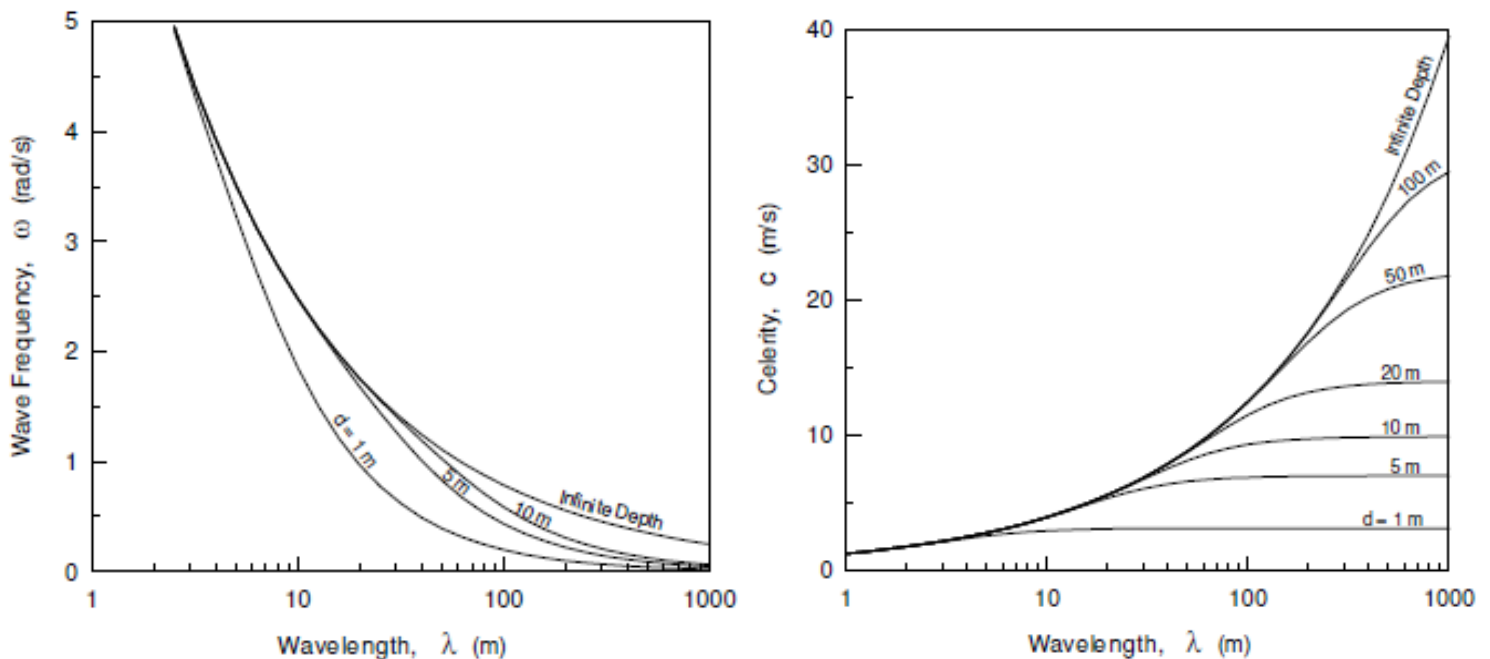 5
4
3
2
1
0
Wave Frequency, ω (rad/s)
d = 1 m
5 m
10 m
Infinite Depth
1
10
100
1000
Wavelength, λ (m)
40
30
20
10
0
Celerity, c (m/s)
Infinite Depth
100 m
50 m
20 m
10 m
5 m
d = 1 m
1
10
100
1000
Wavelength, λ (m)